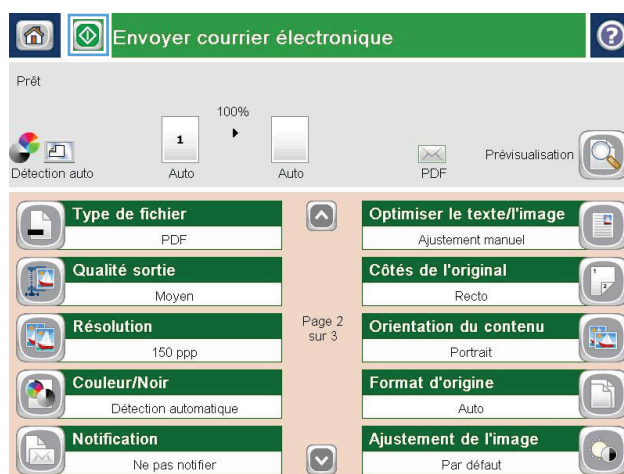 Envoyer courrier électronique
Prêt
100%
1
Détection auto
Auto
Auto
PDF
Prévisualisation
Type de fichier
PDF
Qualité sortie
Moyen
Résolution
150 ppp
Couleur/Noir
Détection automatique
Notification
Ne pas notifier
Page 2
sur 3
Optimiser le texte/l'image
Ajustement manuel
Côtés de l'original
Recto
1
2
Orientation du contenu
Portrait
Format d'origine
Auto
Ajustement de l'image
Par défaut